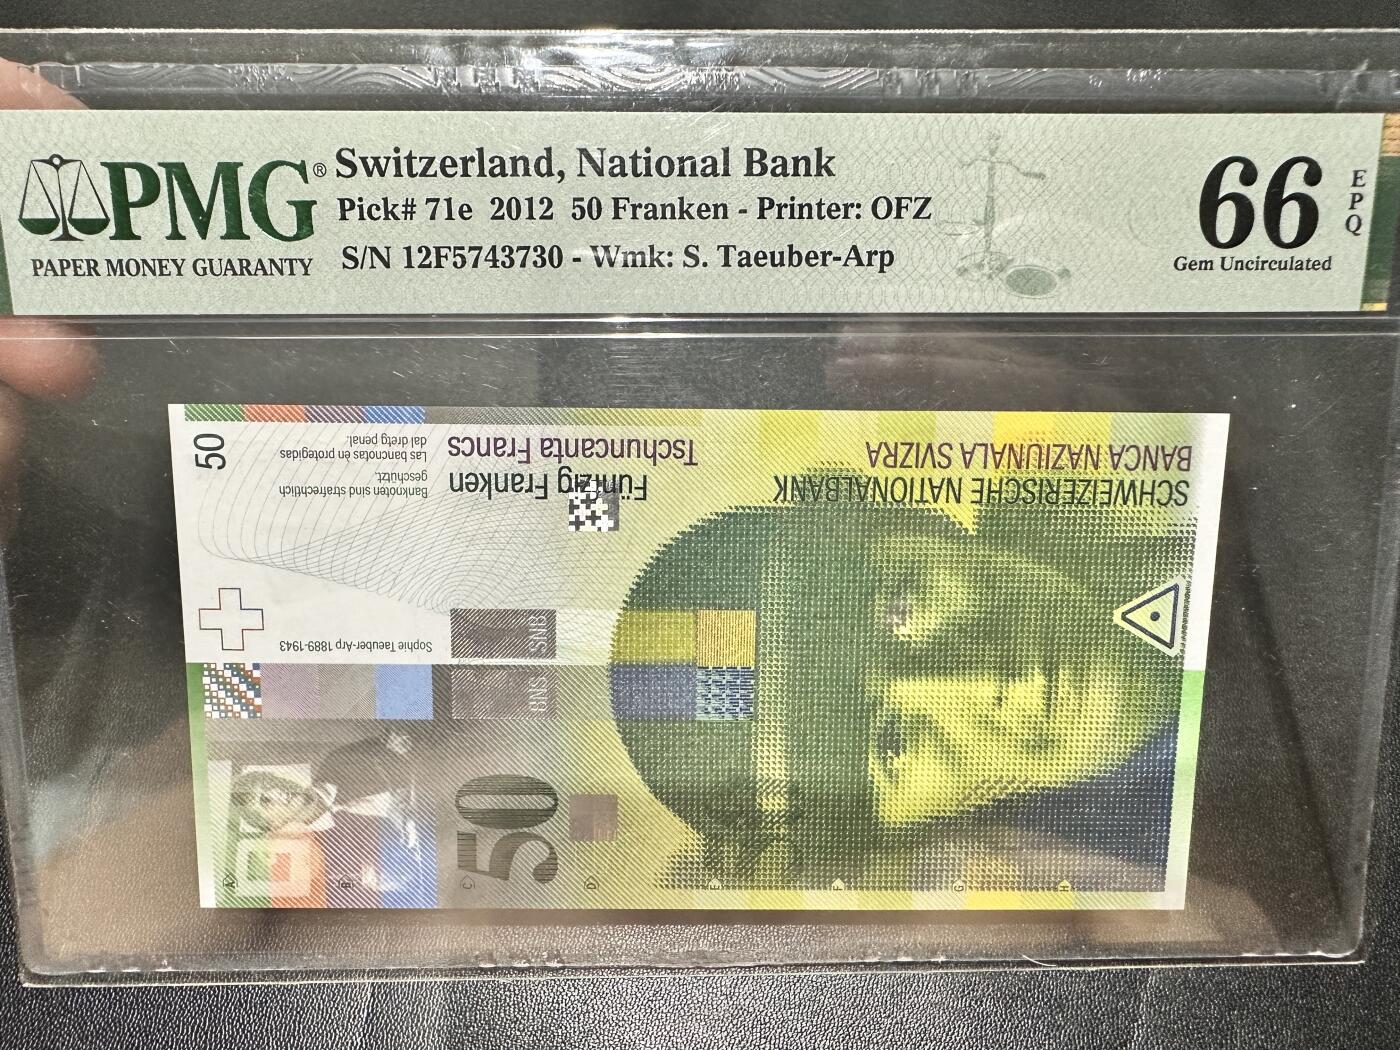 PMG®
PAPER MONEY GUARANTY
Switzerland, National Bank
Pick# 71e 2012 50 Franken - Printer: OFZ
S/N 12F5743730 - Wmk: S. Taeuber-Arp
66
EPQ
Gem Uncirculated
50
Banknoten sind strafrechtlich
geschützt.
Las bancnotas èn protegidas
dal dretg penal.
Fünfzig Franken
Tschuncanta Francs
SCHWEIZERISCHE NATIONALBANK
BANCA NAZIUNALA SVIZRA
Sophie Taeuber-Arp 1889-1943
SNB
BNS
50
A
B
C
D
E
F
G
H